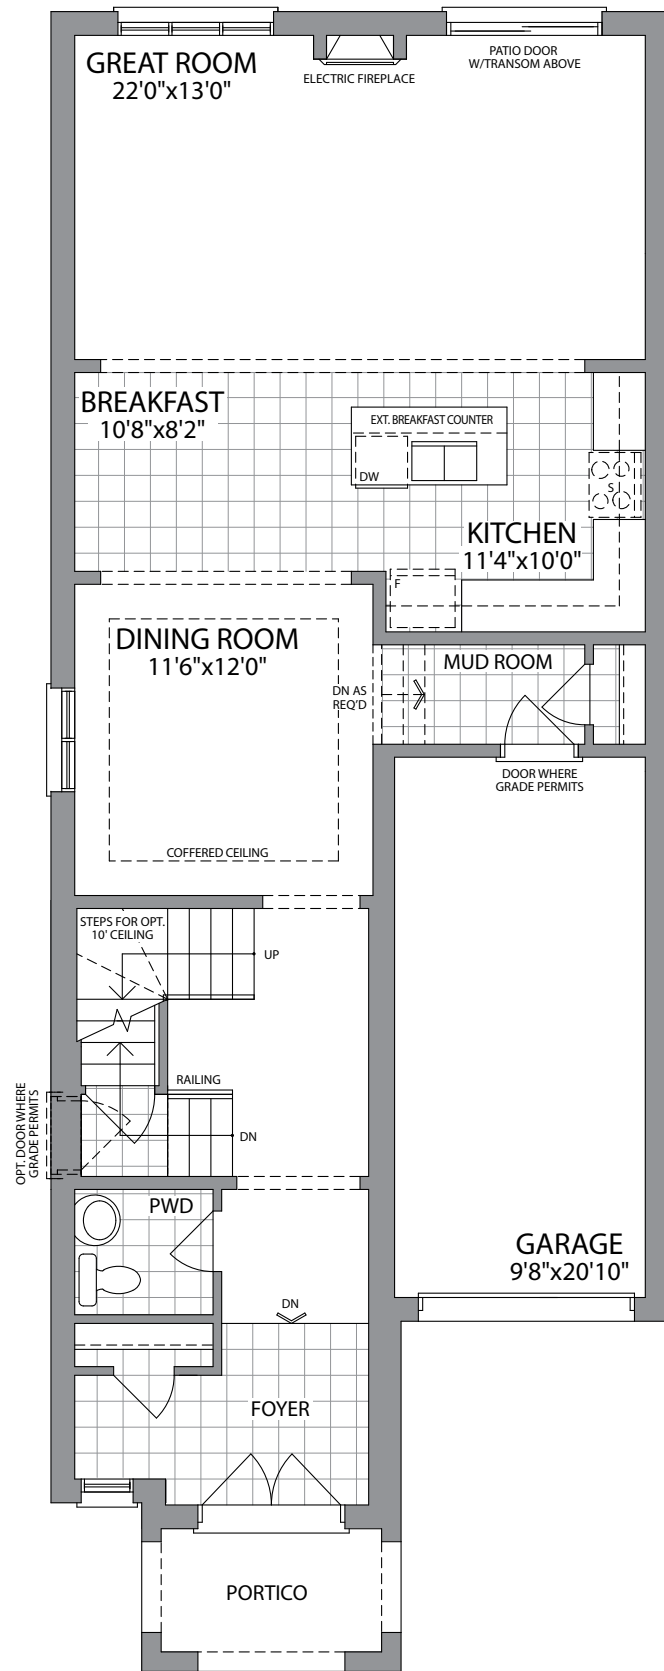 GREAT ROOM
22'0"x13'0"
ELECTRIC FIREPLACE
PATIO DOOR
W/TRANSOM ABOVE
BREAKFAST
10'8"x8'2"
EXT. BREAKFAST COUNTER
DW
S
KITCHEN
11'4"x10'0"
F
DINING ROOM
11'6"x12'0"
COFFERED CEILING
MUD ROOM
DN AS
REQ'D
DOOR WHERE
GRADE PERMITS
STEPS FOR OPT.
10' CEILING
UP
RAILING
DN
OPT. DOOR WHERE
GRADE PERMITS
PWD
GARAGE
9'8"x20'10"
DN
FOYER
PORTICO